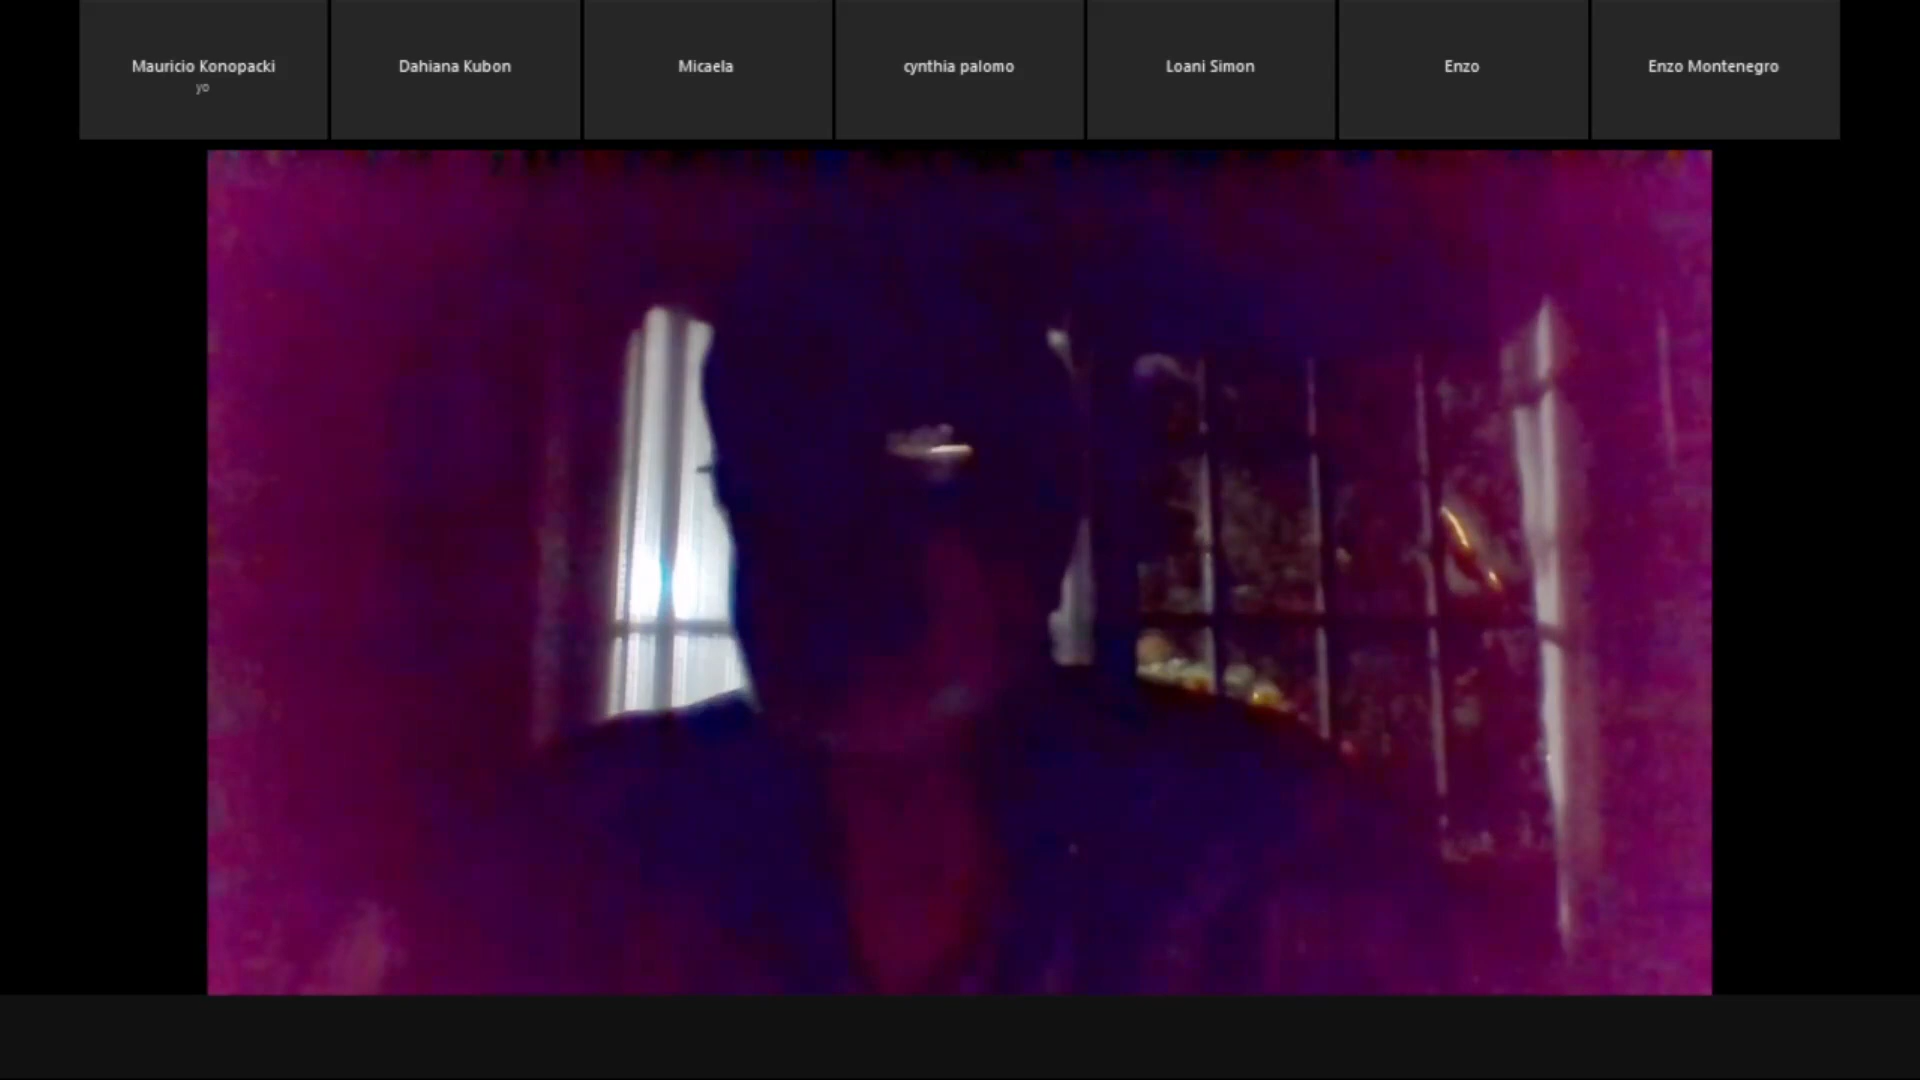 Mauricio Konopacki
yo
Dahiana Kubon
Micaela
cynthia palomo
Loani Simon
Enzo
Enzo Montenegro